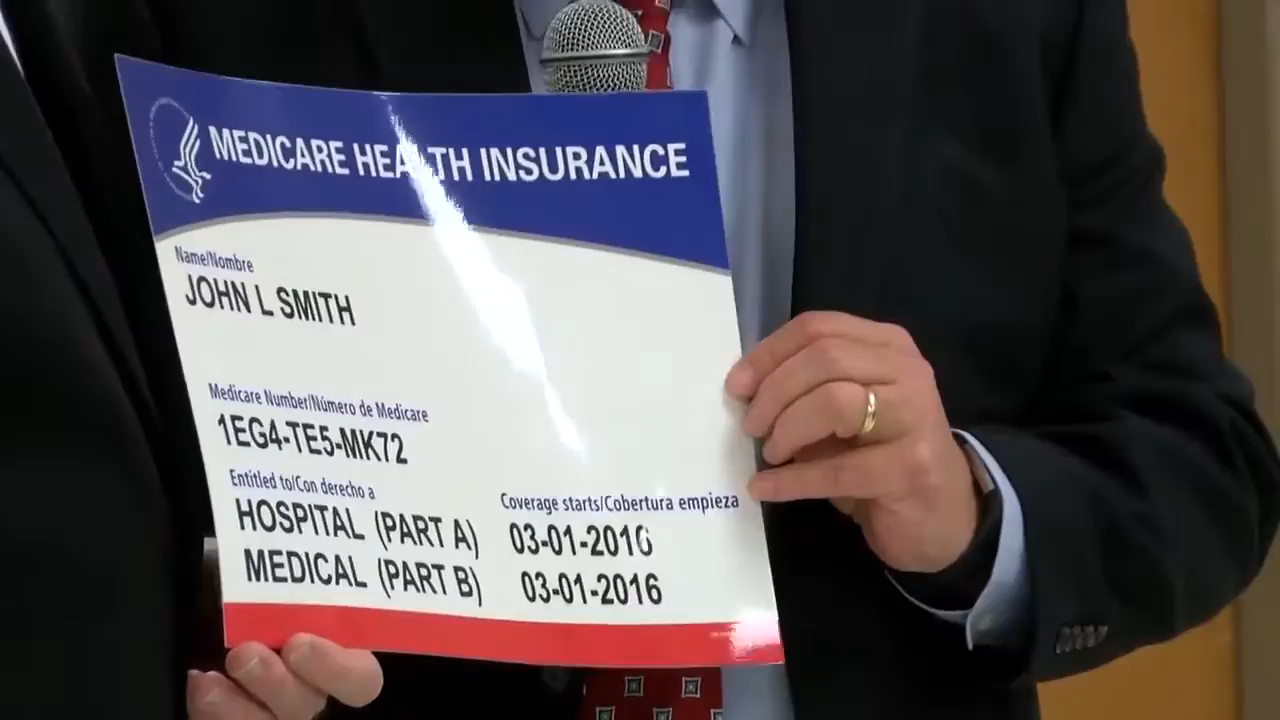 MEDICARE HEALTH INSURANCE
Name/Nombre
JOHN L SMITH
Medicare Number/Número de Medicare
1EG4-TE5-MK72
Entitled to/Con derecho a
Coverage starts/Cobertura empieza
HOSPITAL (PART A) 03-01-2016
MEDICAL (PART B) 03-01-2016